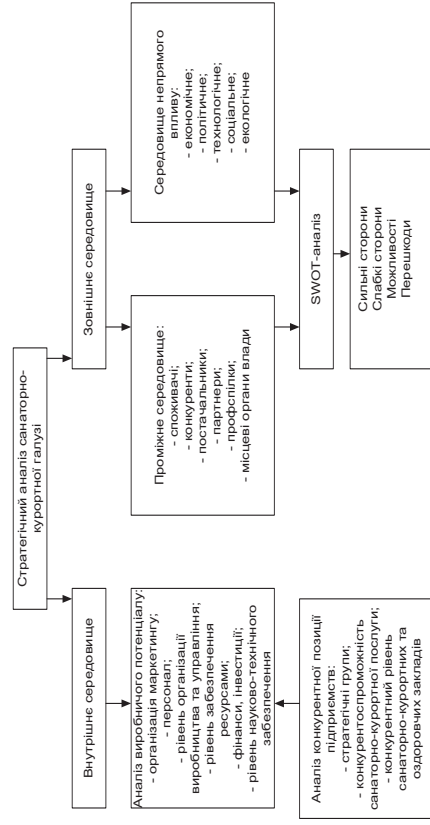 Стратегічний аналіз санаторно-
курортної галузі
Внутрішнє середовище
Зовнішнє середовище
Аналіз виробничого потенціалу:
- організація маркетингу;
- персонал;
- рівень організації
виробництва та управління;
- рівень забезпечення
ресурсами;
- фінанси, інвестиції;
- рівень науково-технічного
забезпечення
Проміжне середовище:
- споживачі;
- конкуренти;
- постачальники;
- партнери;
- профспілки;
- місцеві органи влади
Середовище непрямого
впливу:
- економічне;
- політичне;
- технологічне;
- соціальне;
- екологічне
Аналіз конкурентної позиції
підприємств:
- стратегічні групи;
- конкурентоспроможність
санаторно-курортної послуги;
- конкурентний рівень
санаторно-курортних та
оздоровчих закладів
SWOT-аналіз
Сильні сторони
Слабкі сторони
Можливості
Перешкоди